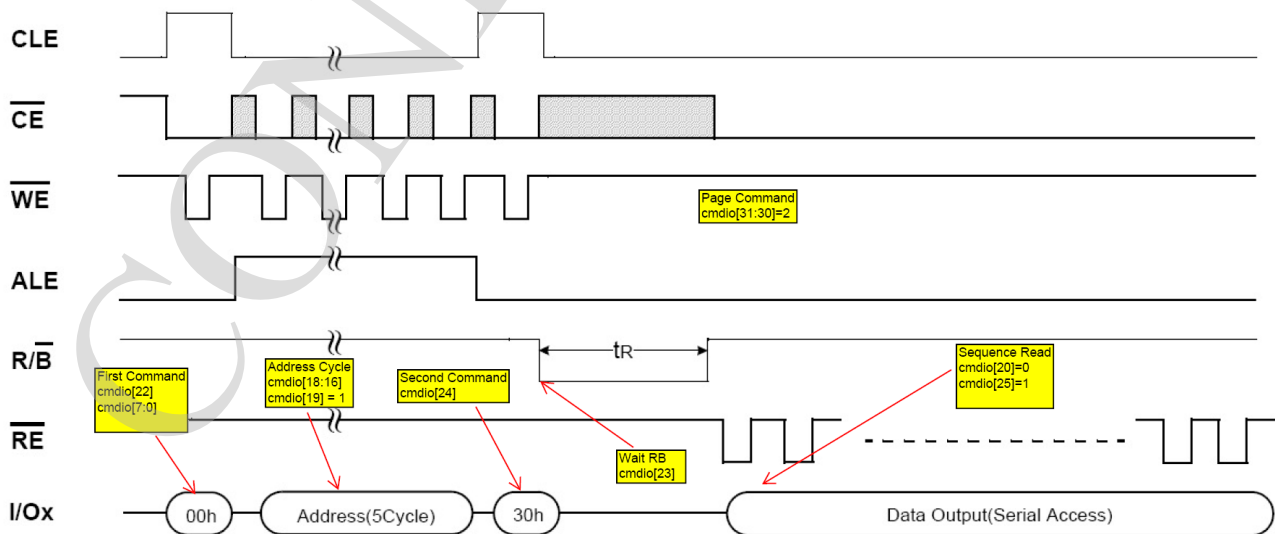 CLE
CE
WE
Page Command
cmdio[31:30]=2
ALE
R/B
tR
First Command
cmdio[22]
cmdio[7:0]
Address Cycle
cmdio[18:16]
cmdio[19] = 1
Second Command
cmdio[24]
Sequence Read
cmdio[20]=0
cmdio[25]=1
RE
Wait RB
cmdio[23]
I/Ox
00h
Address(5Cycle)
30h
Data Output(Serial Access)